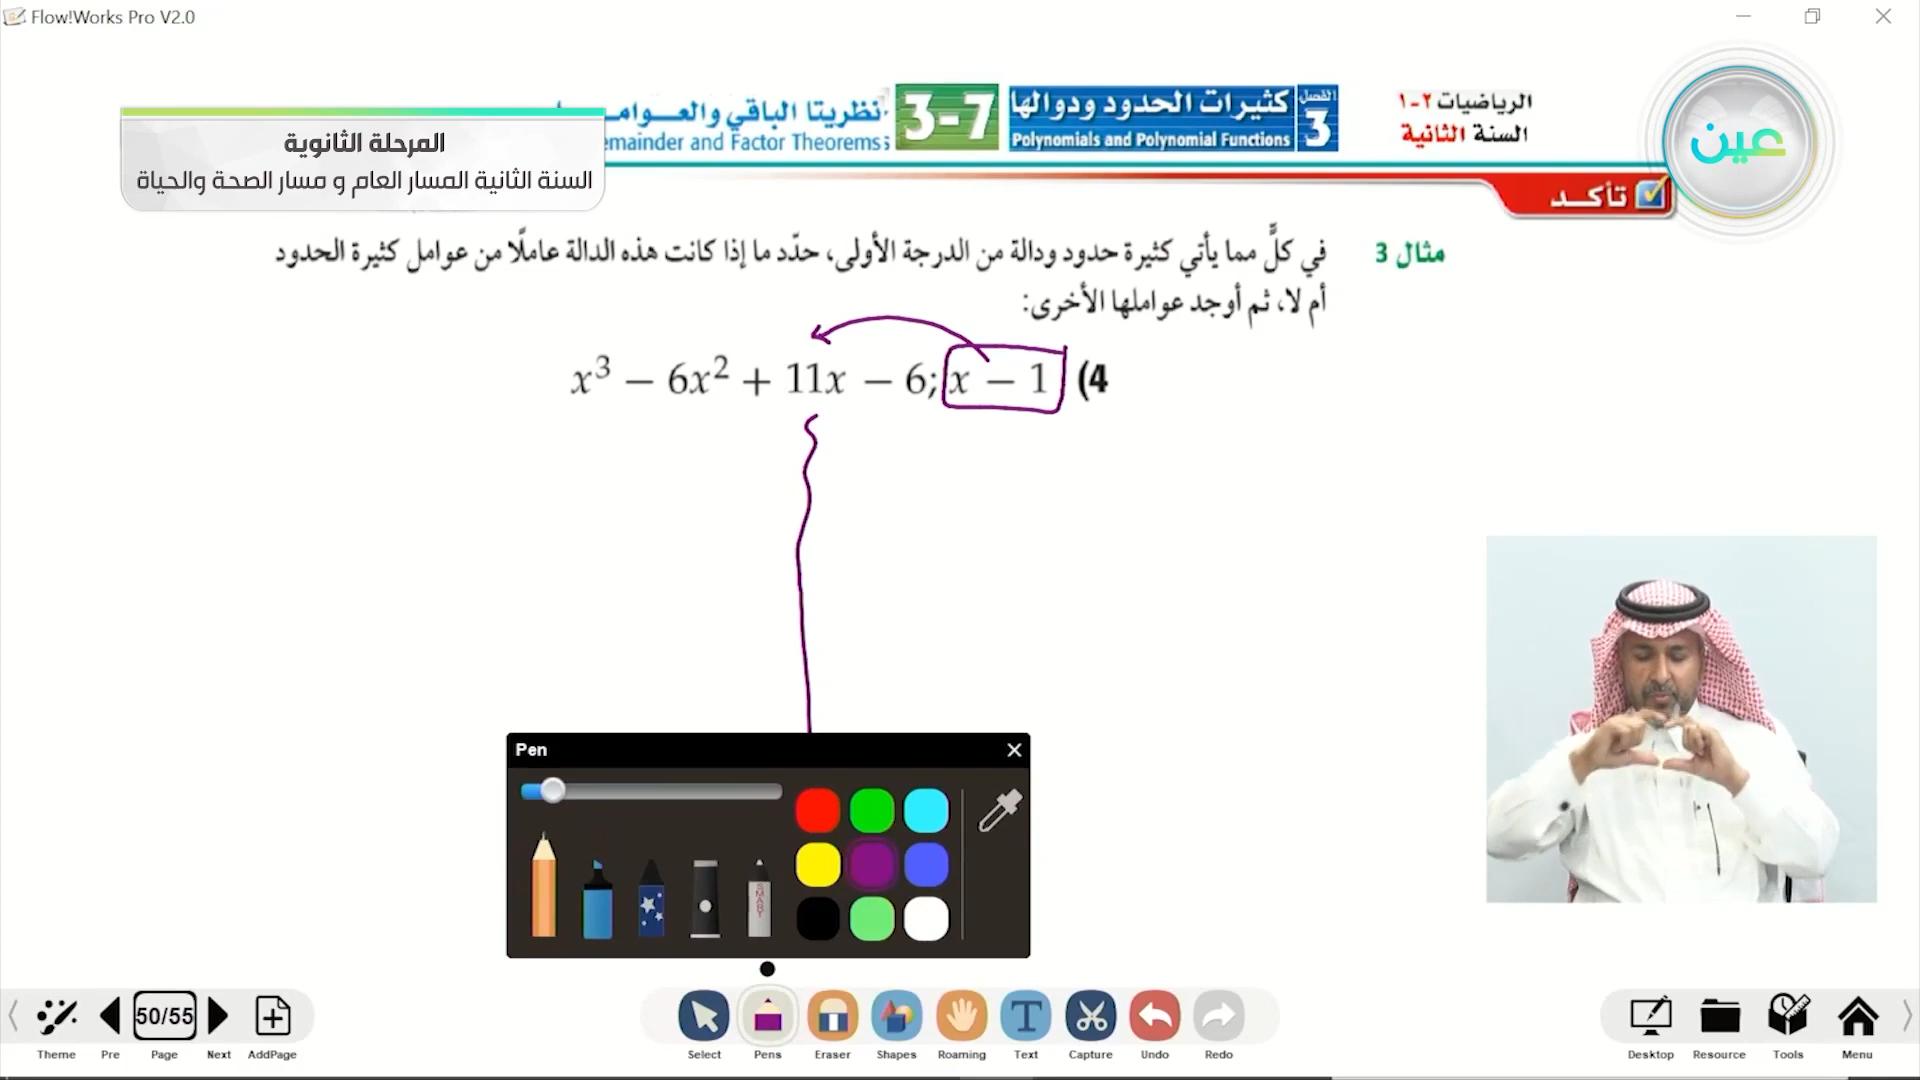 Flow!Works Pro V2.0
الرياضيات ٢-١
السنة الثانية
الفصل 3
كثيرات الحدود ودوالها
Polynomials and Polynomial Functions
3-7
نظريتا الباقي والعوامـ
emainder and Factor Theorems
عين
المرحلة الثانوية
السنة الثانية المسار العام و مسار الصحة والحياة
تأكـد
مثال 3 في كلٍّ مما يأتي كثيرة حدود ودالة من الدرجة الأولى، حدّد ما إذا كانت هذه الدالة عاملًا من عوامل كثيرة الحدود
أم لا، ثم أوجد عواملها الأخرى:
x³ − 6x² + 11x − 6; x − 1 (4
Pen
SMART
50/55
Theme Pre Page Next AddPage
Select Pens Eraser Shapes Roaming Text Capture Undo Redo
Desktop Resource Tools Menu